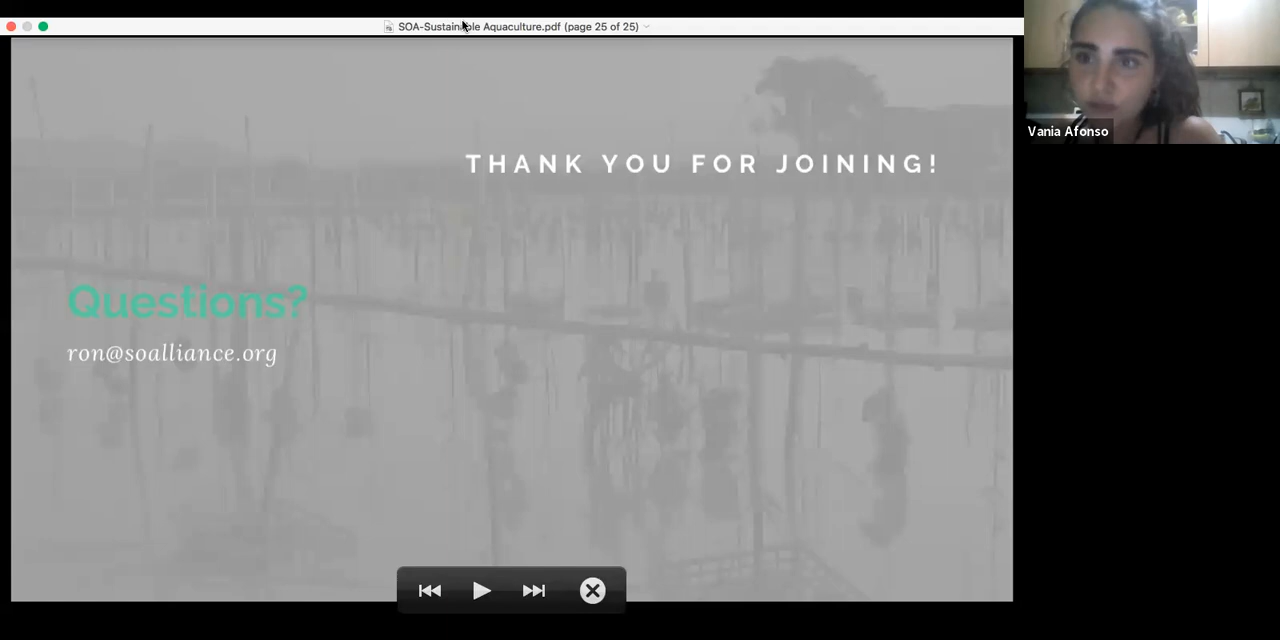 SOA-Sustainable Aquaculture.pdf (page 25 of 25)
Vania Afonso
THANK YOU FOR JOINING!
Questions?
ron@soalliance.org